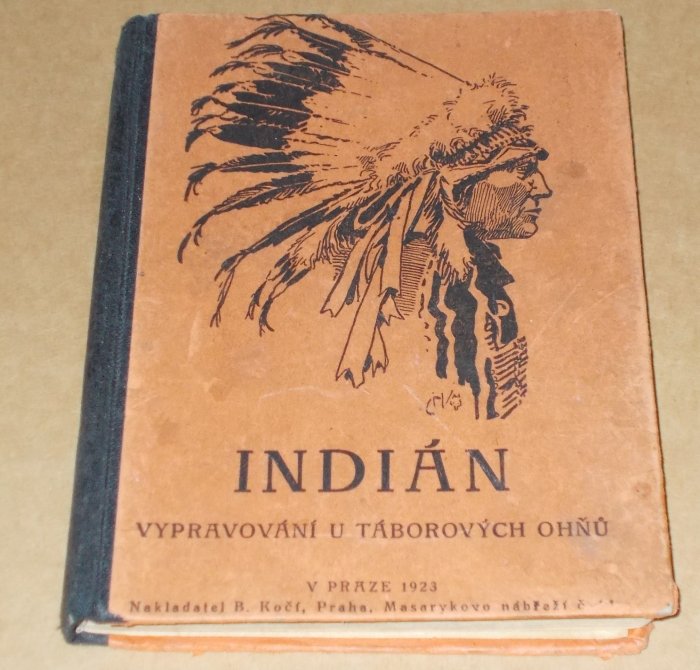 INDIÁN
VYPRAVOVÁNÍ U TÁBOROVÝCH OHŇŮ
V PRAZE 1923
Nakladatel B. Kočí, Praha, Masarykovo nábřeží